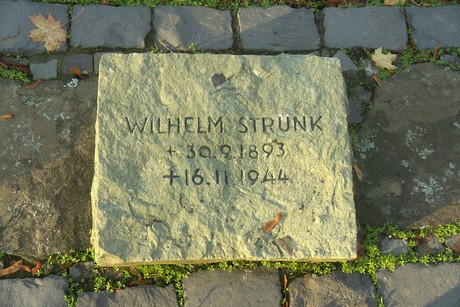 WILHELM STRUNK
* 30.9.1893
+ 16.11.1944